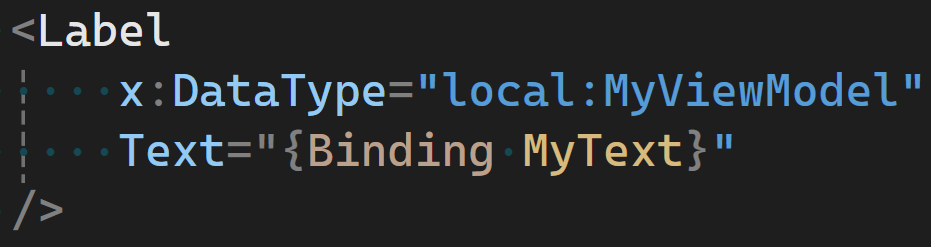 <Label
    x:DataType="local:MyViewModel"
    Text="{Binding MyText}"
/>